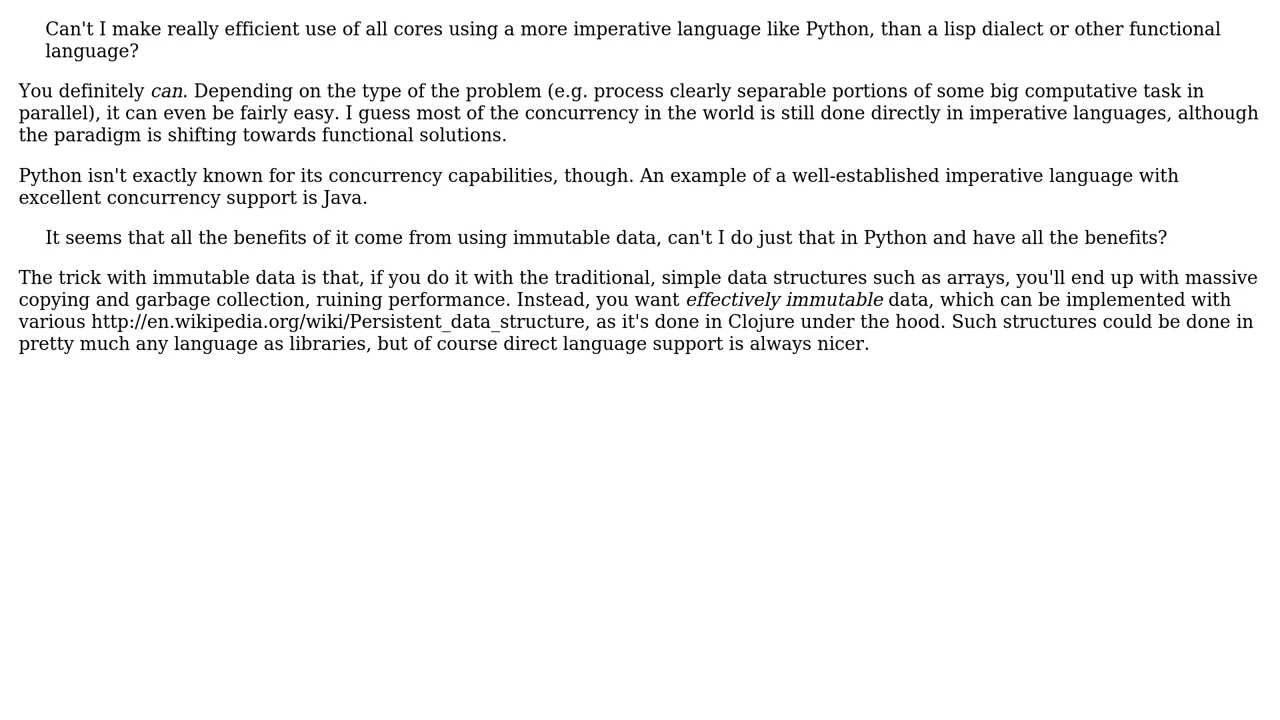 Can't I make really efficient use of all cores using a more imperative language like Python, than a lisp dialect or other functional
language?
You definitely can. Depending on the type of the problem (e.g. process clearly separable portions of some big computative task in
parallel), it can even be fairly easy. I guess most of the concurrency in the world is still done directly in imperative languages, although
the paradigm is shifting towards functional solutions.
Python isn't exactly known for its concurrency capabilities, though. An example of a well-established imperative language with
excellent concurrency support is Java.
It seems that all the benefits of it come from using immutable data, can't I do just that in Python and have all the benefits?
The trick with immutable data is that, if you do it with the traditional, simple data structures such as arrays, you'll end up with massive
copying and garbage collection, ruining performance. Instead, you want effectively immutable data, which can be implemented with
various http://en.wikipedia.org/wiki/Persistent_data_structure, as it's done in Clojure under the hood. Such structures could be done in
pretty much any language as libraries, but of course direct language support is always nicer.